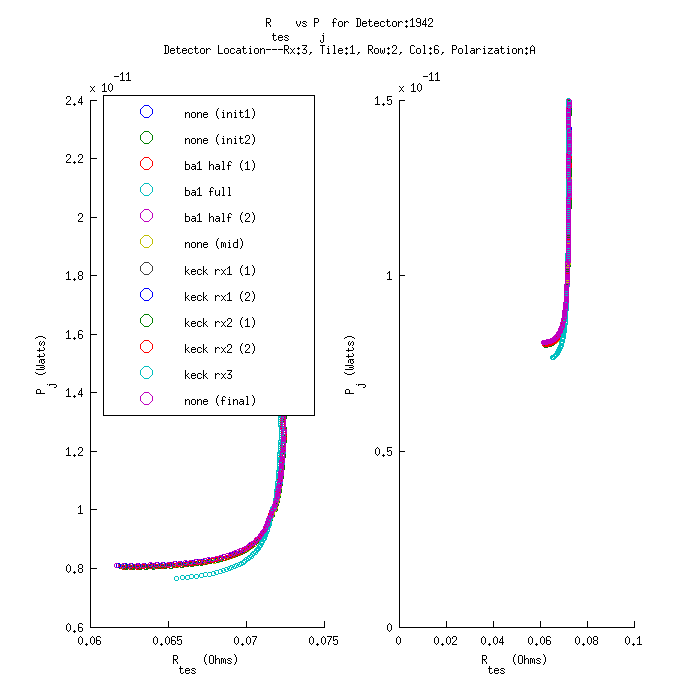 R    vs P  for Detector:1942
tes    j
Detector Location---Rx:3, Tile:1, Row:2, Col:6, Polarization:A
x 10^-11
2.4
2.2
2
1.8
1.6
1.4
1.2
1
0.8
0.6
P_j (Watts)
none (init1)
none (init2)
ba1 half (1)
ba1 full
ba1 half (2)
none (mid)
keck rx1 (1)
keck rx1 (2)
keck rx2 (1)
keck rx2 (2)
keck rx3
none (final)
0.06 0.065 0.07 0.075
R_tes (Ohms)
x 10^-11
1.5
1
0.5
0
P_j (Watts)
0 0.02 0.04 0.06 0.08 0.1
R_tes (Ohms)